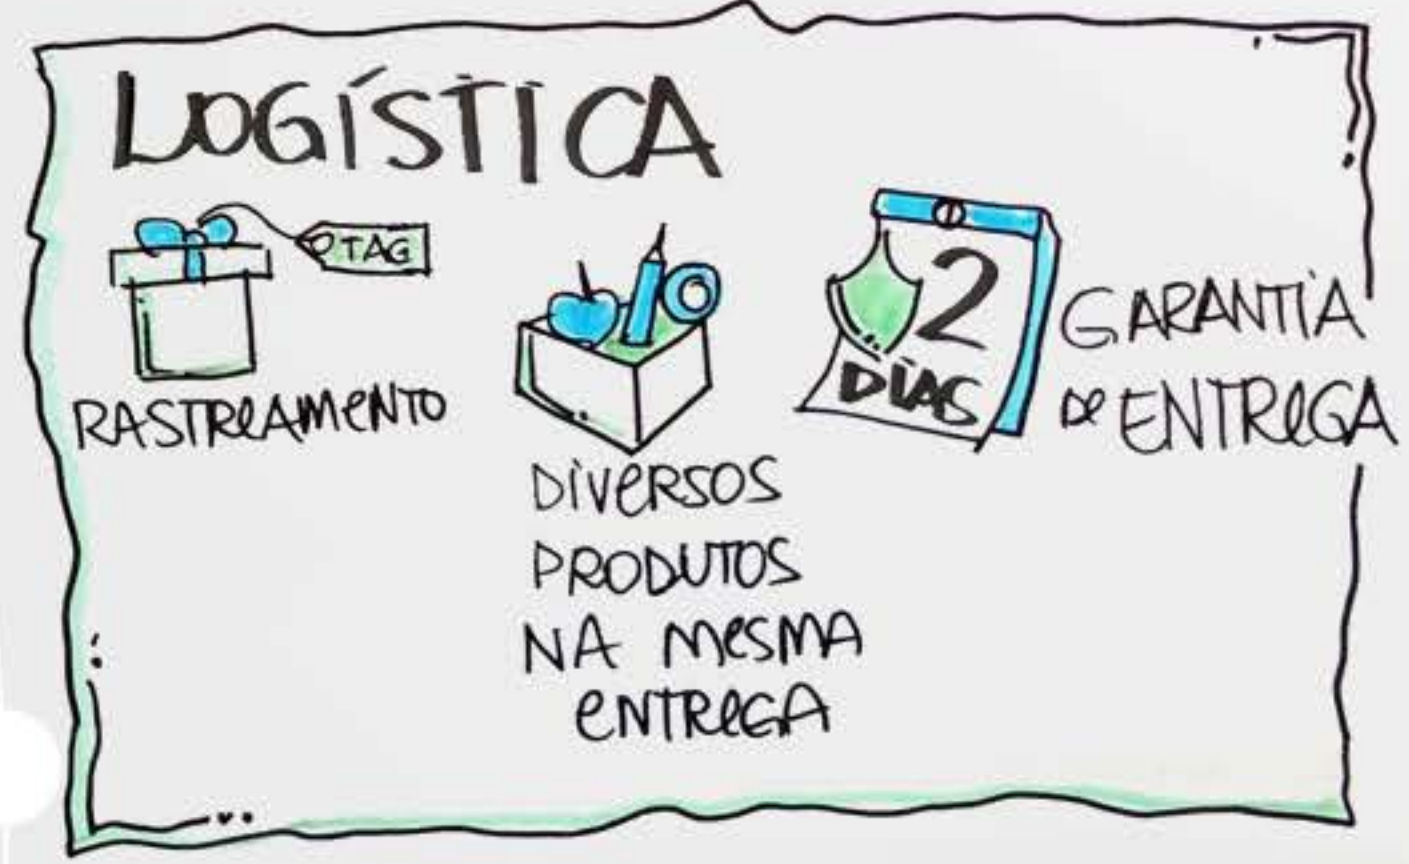 LOGÍSTICA
TAG
RASTREAMENTO
DIVERSOS
PRODUTOS
NA MESMA
ENTREGA
2
DIAS
GARANTIA
DE ENTREGA